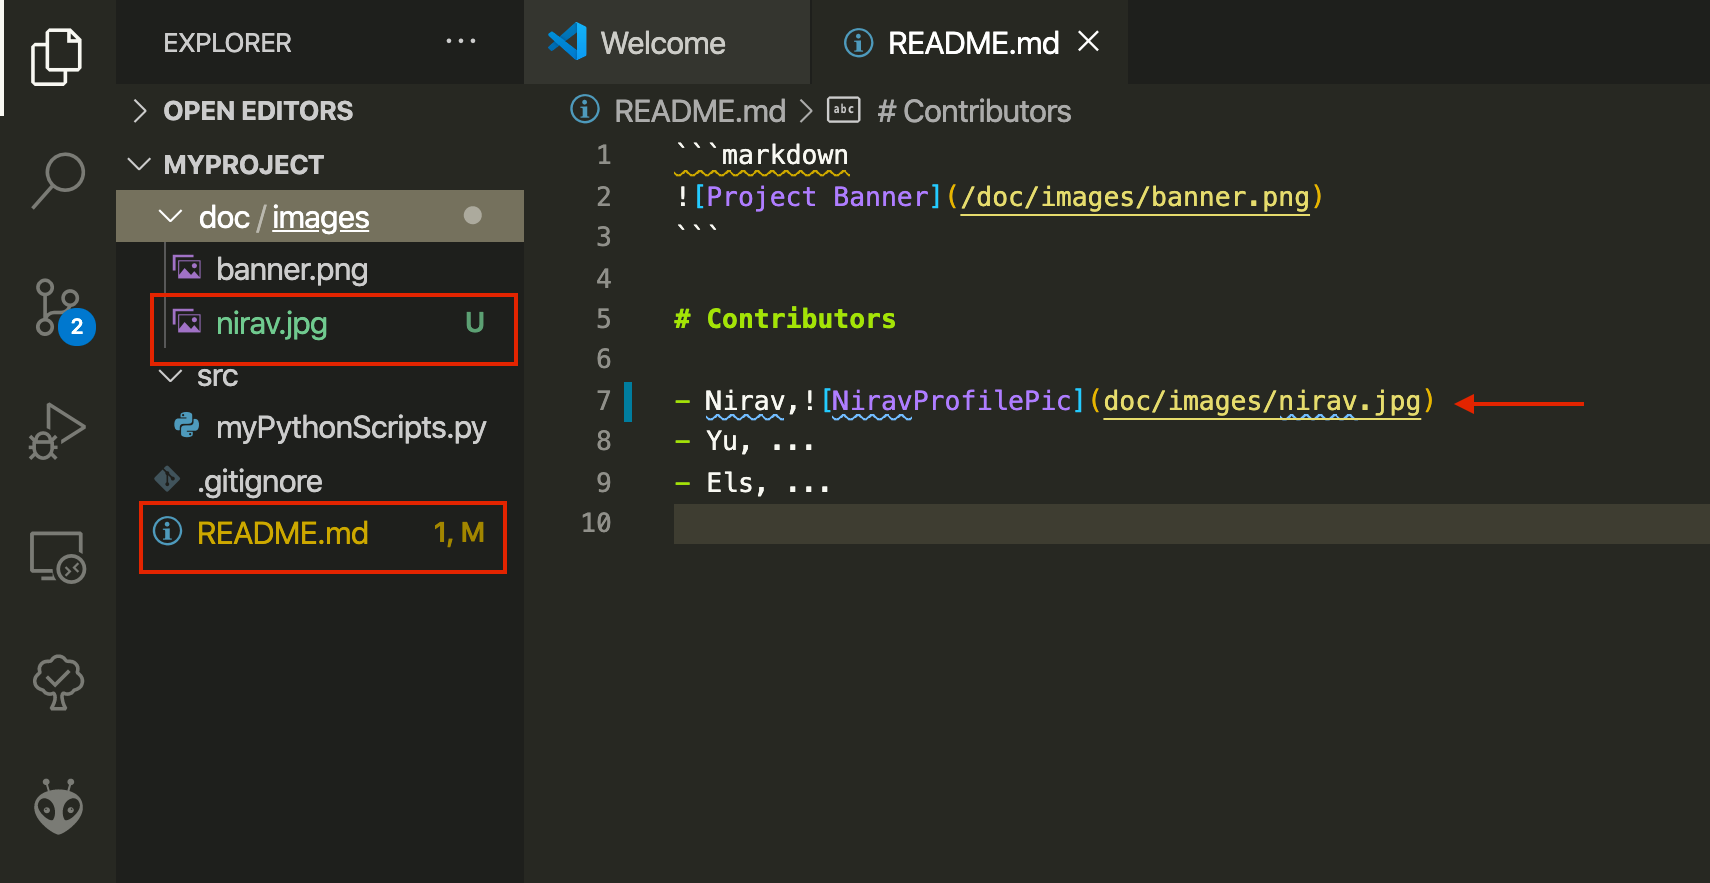 EXPLORER ...
OPEN EDITORS
MYPROJECT
doc / images
banner.png
nirav.jpg U
src
myPythonScripts.py
.gitignore
README.md 1, M
2
Welcome
README.md
README.md > abc # Contributors
1 ```markdown
2 ![Project Banner](/doc/images/banner.png)
3 ```
4
5 # Contributors
6
7 - Nirav,![NiravProfilePic](doc/images/nirav.jpg)
8 - Yu, ...
9 - Els, ...
10